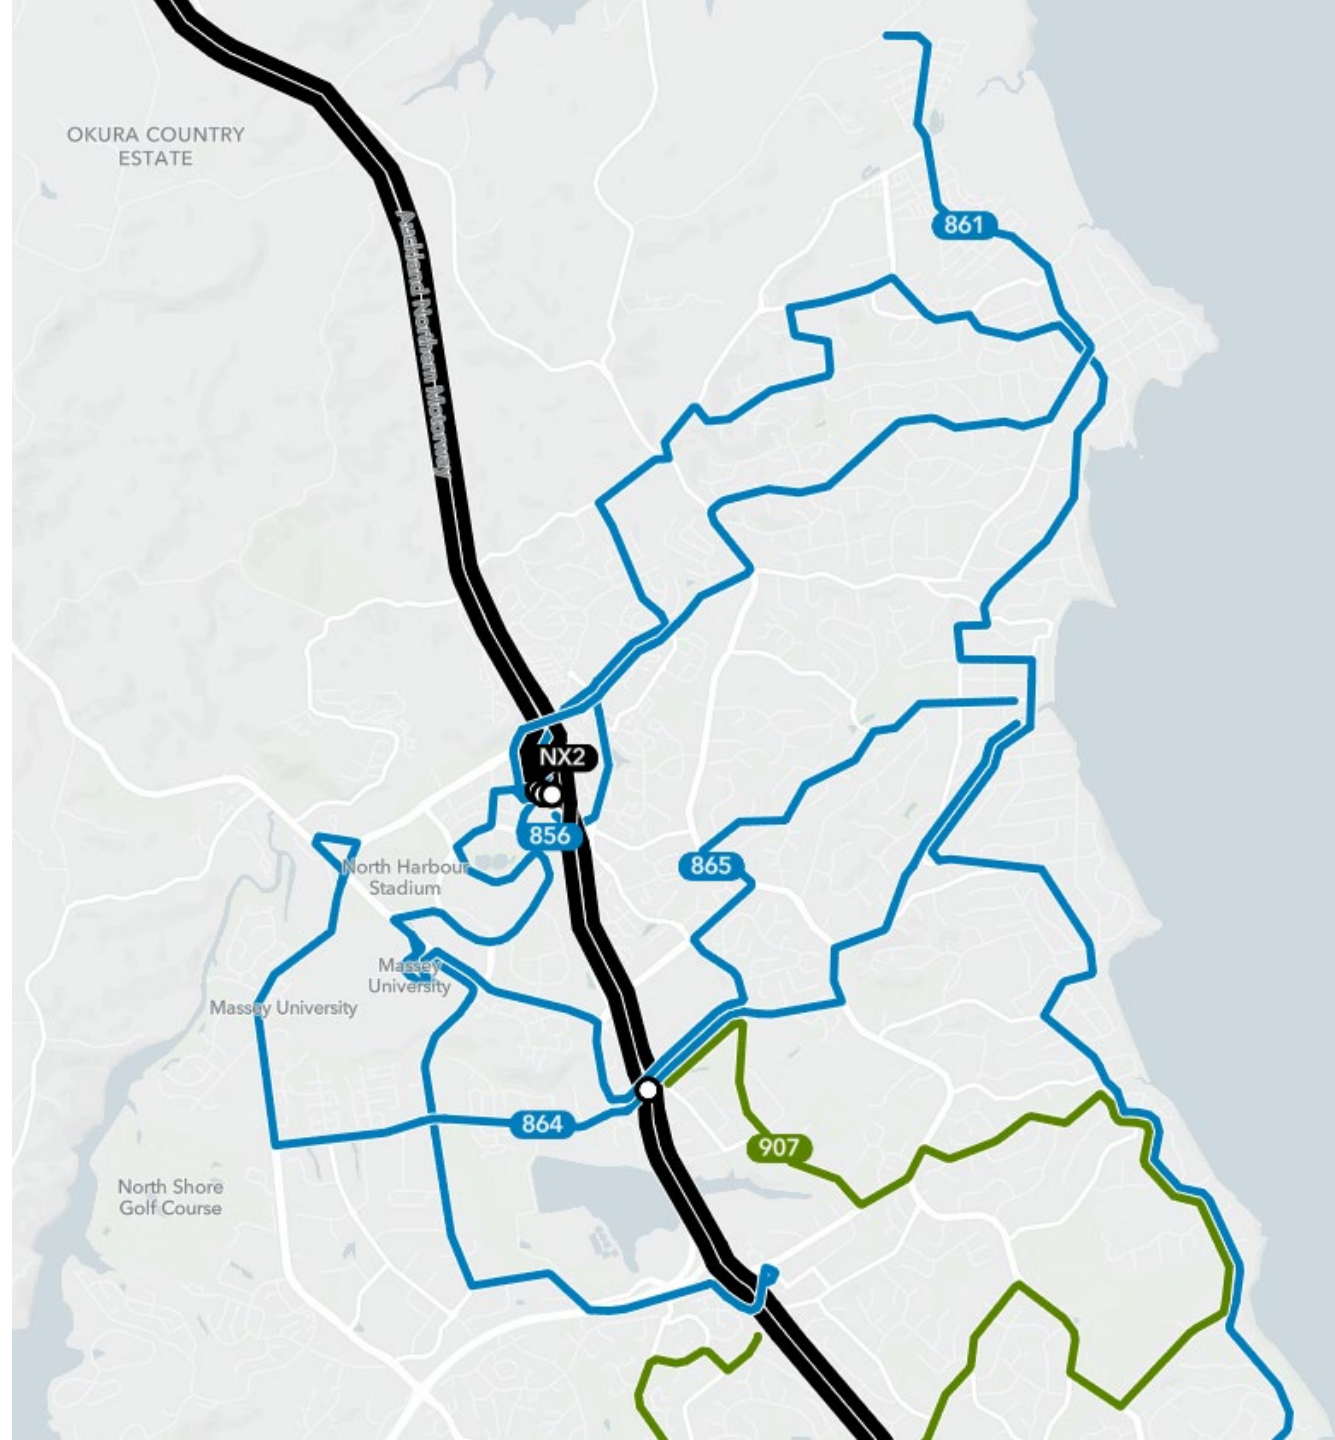 OKURA COUNTRY
ESTATE
861
Auckland Northern Motorway
NX2
856
865
North Harbour
Stadium
Massey
University
Massey University
864
907
North Shore
Golf Course